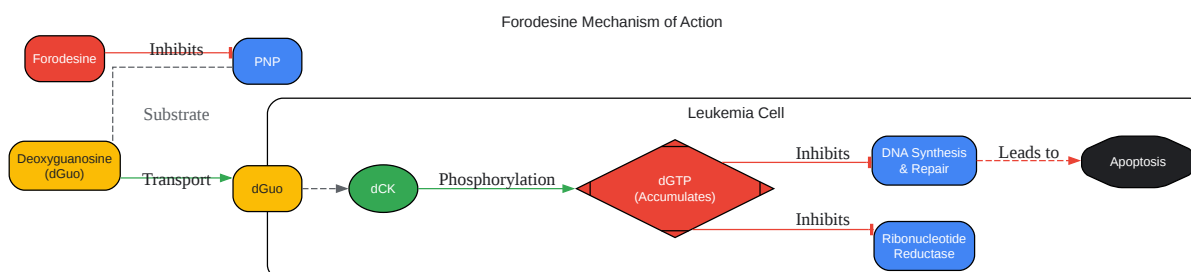 Forodesine Mechanism of Action
Forodesine
Inhibits
PNP
Substrate
Leukemia Cell
Deoxyguanosine
(dGuo)
Transport
dGuo
dCK
Phosphorylation
dGTP
(Accumulates)
Inhibits
DNA Synthesis
& Repair
Leads to
Apoptosis
Inhibits
Ribonucleotide
Reductase